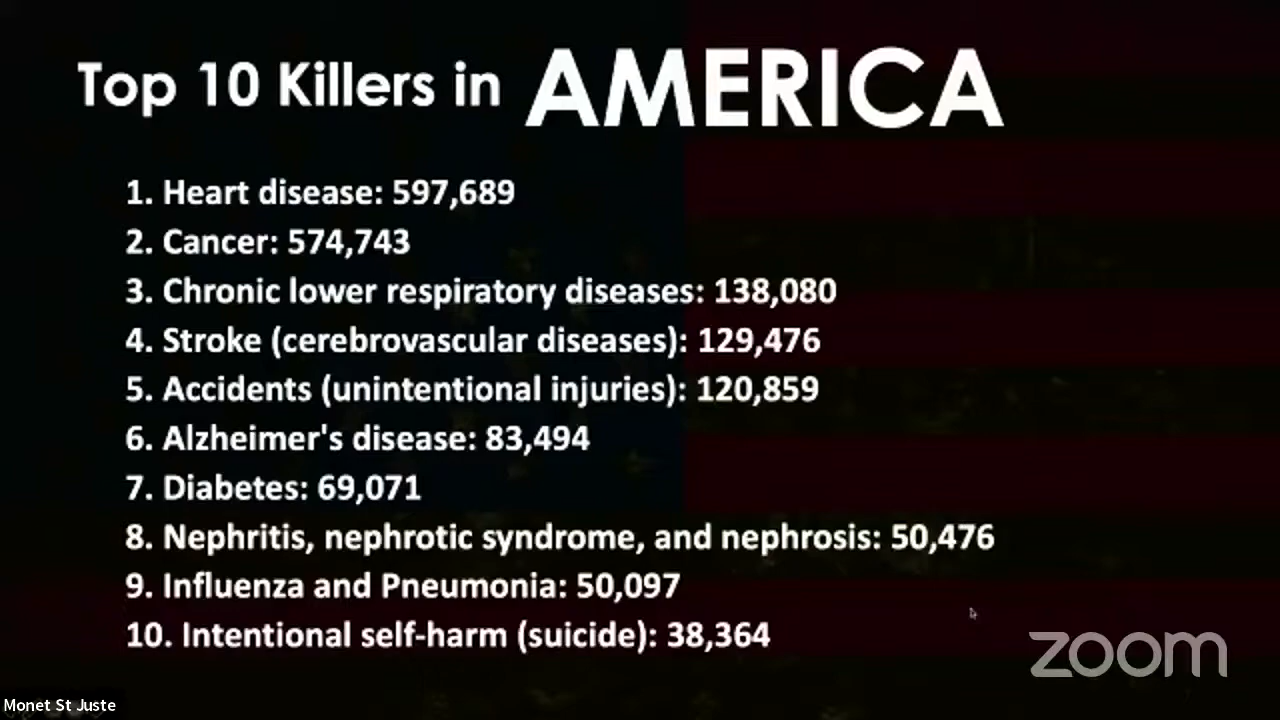 Top 10 Killers in AMERICA
1. Heart disease: 597,689
2. Cancer: 574,743
3. Chronic lower respiratory diseases: 138,080
4. Stroke (cerebrovascular diseases): 129,476
5. Accidents (unintentional injuries): 120,859
6. Alzheimer's disease: 83,494
7. Diabetes: 69,071
8. Nephritis, nephrotic syndrome, and nephrosis: 50,476
9. Influenza and Pneumonia: 50,097
10. Intentional self-harm (suicide): 38,364
zoom
Monet St Juste